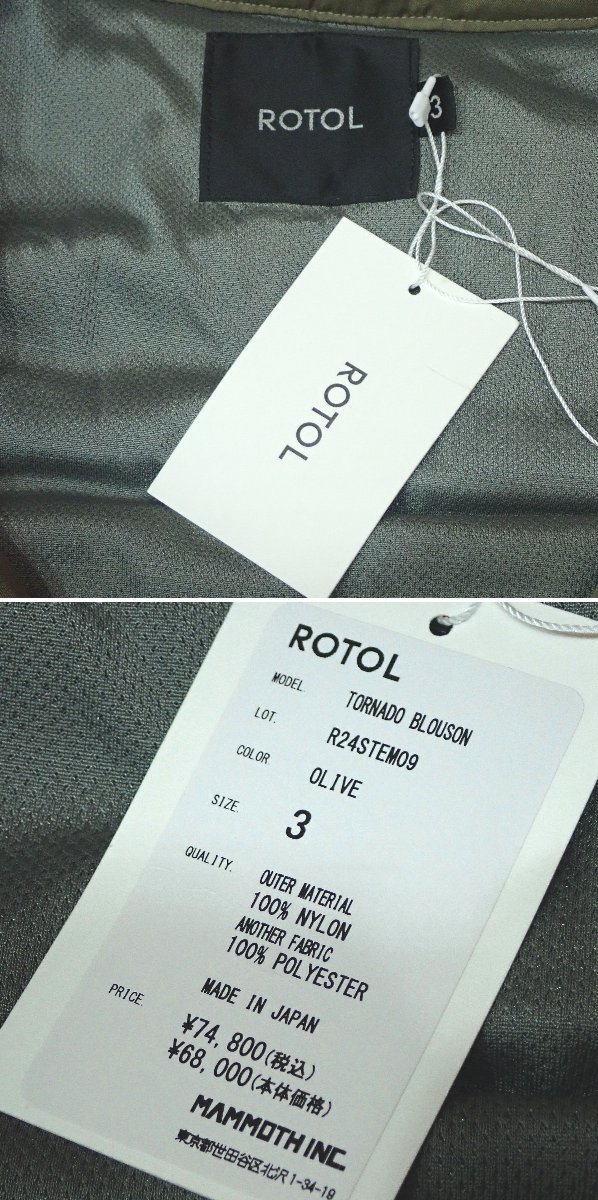 ROTOL
3
ROTOL
ROTOL
MODEL. TORNADO BLOUSON
LOT. R24STEM09
COLOR. OLIVE
SIZE. 3
QUALITY. OUTER MATERIAL
100% NYLON
ANOTHER FABRIC
100% POLYESTER
MADE IN JAPAN
PRICE. ¥74,800(税込)
¥68,000(本体価格)
MAMMOTH INC.
東京都世田谷区北沢1-34-19